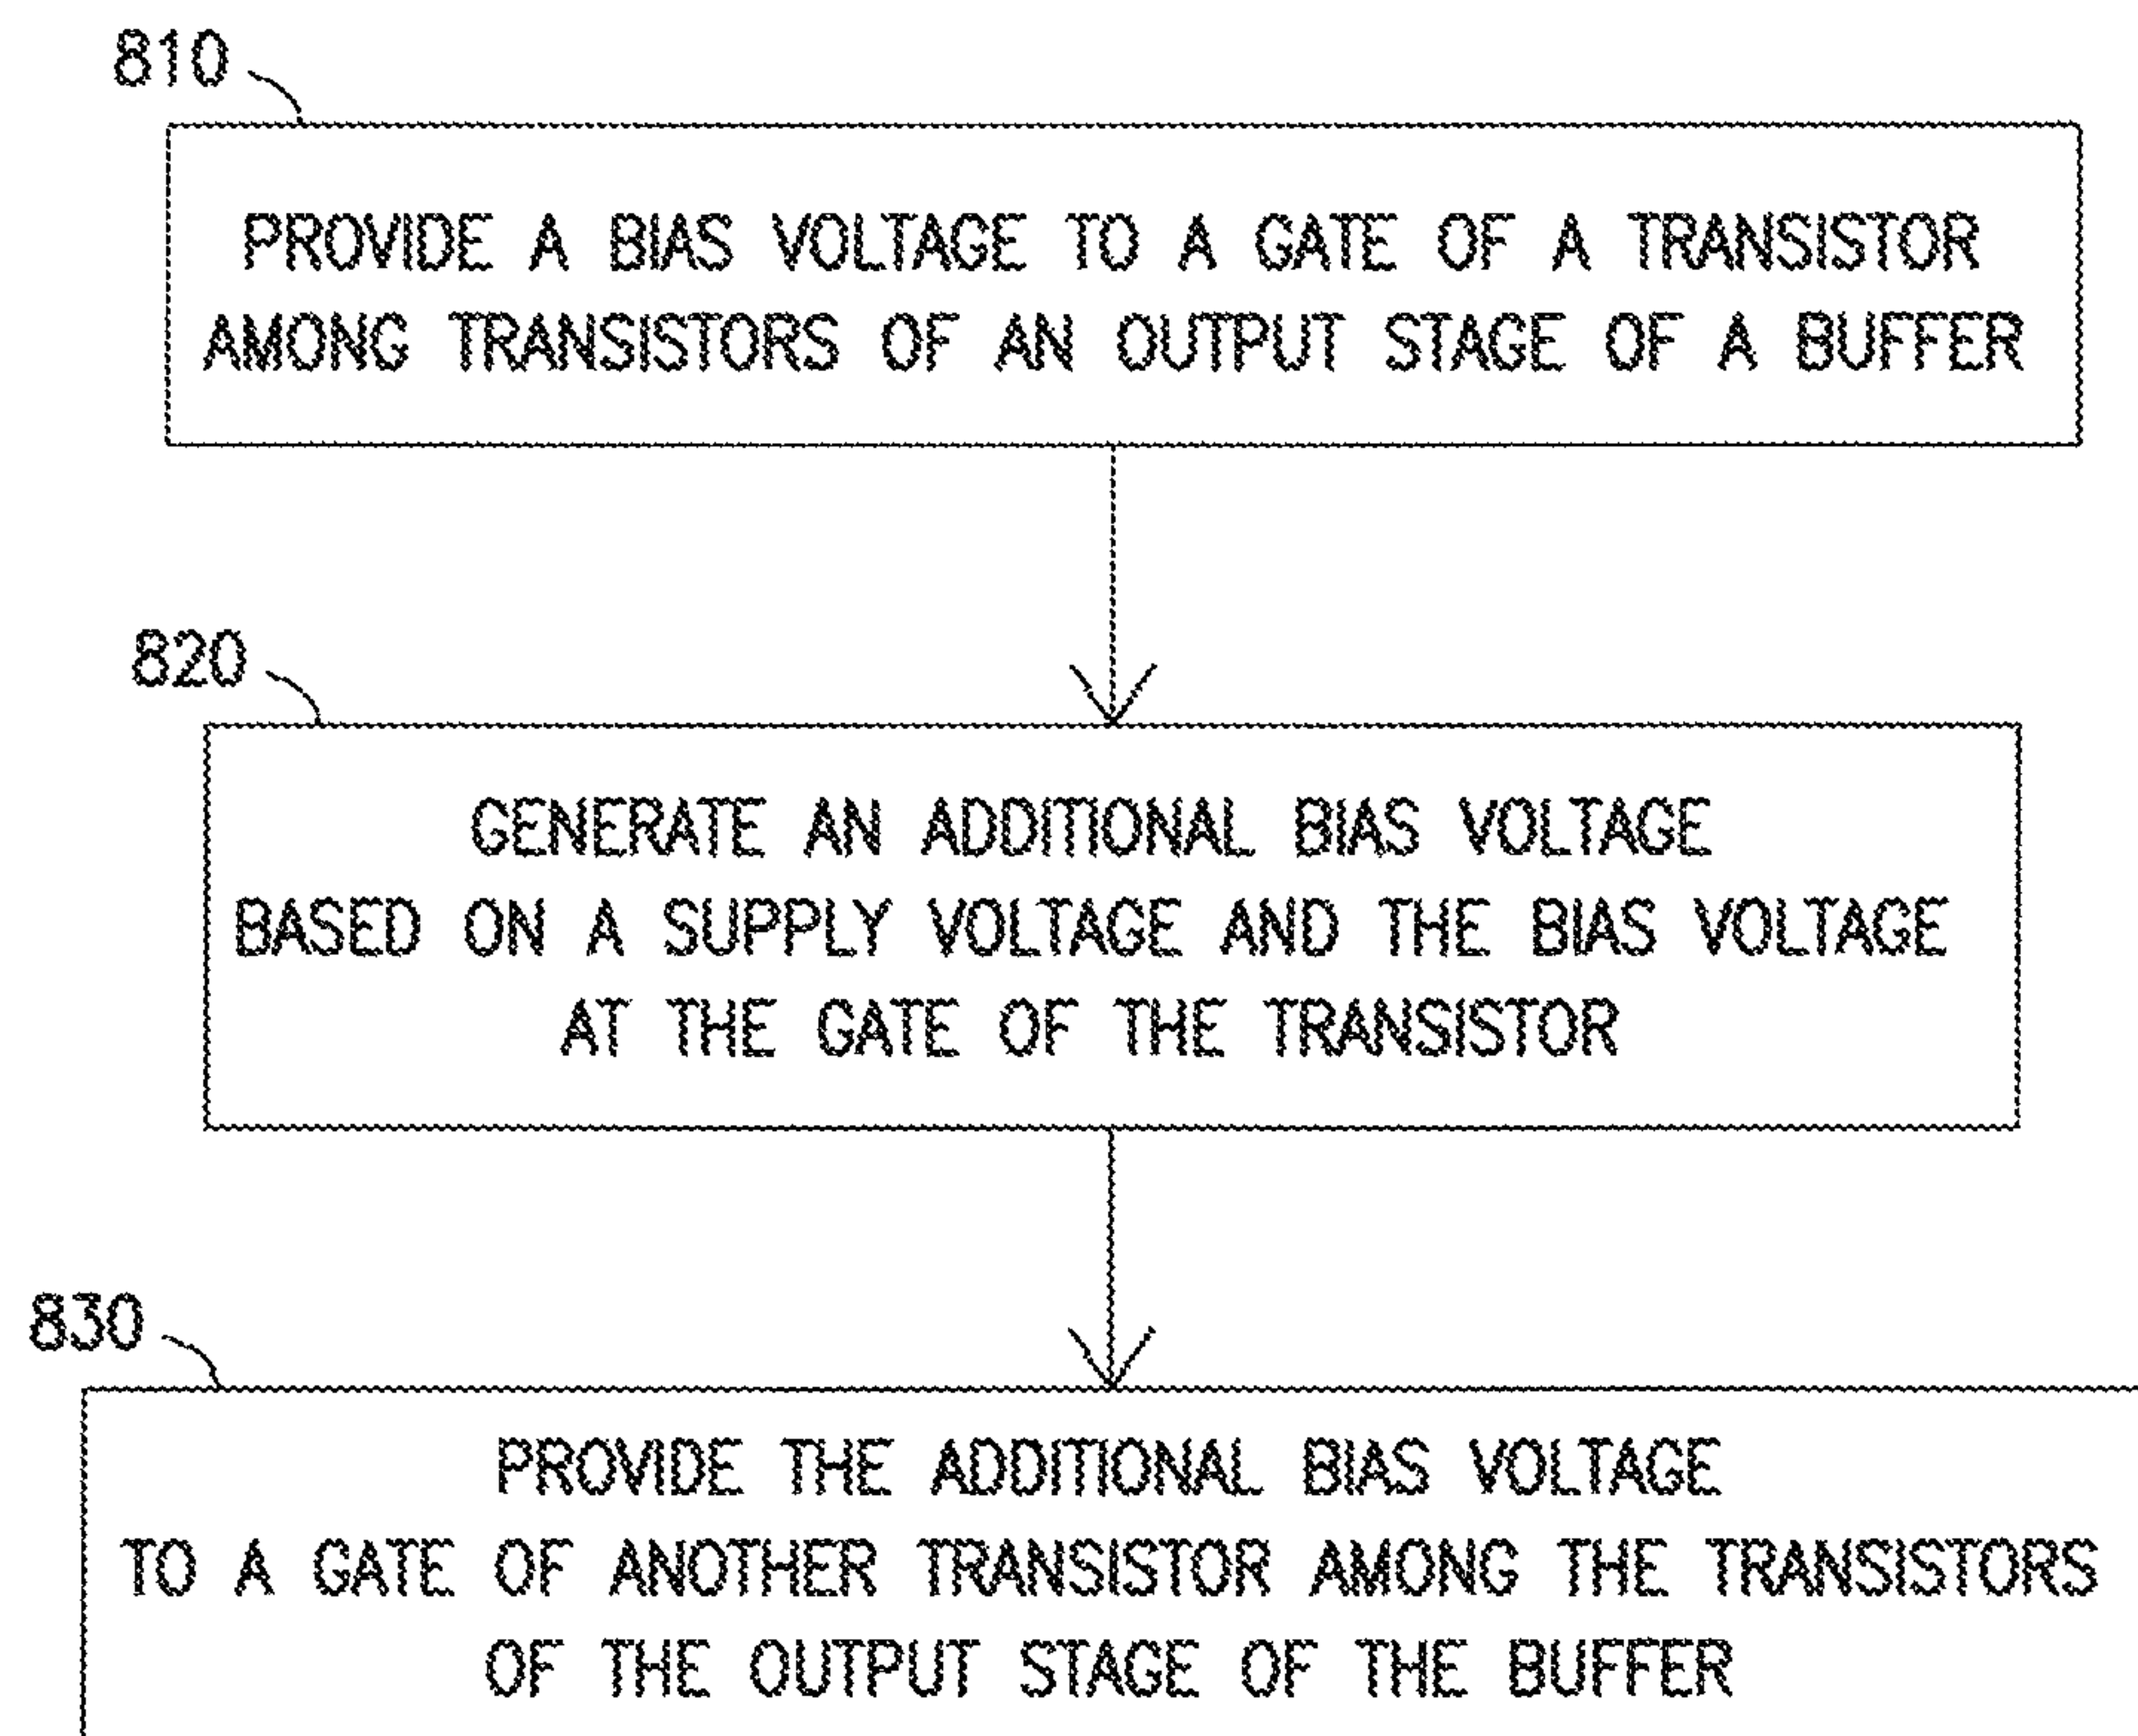 810
PROVIDE A BIAS VOLTAGE TO A GATE OF A TRANSISTOR
AMONG TRANSISTORS OF AN OUTPUT STAGE OF A BUFFER
820
GENERATE AN ADDITIONAL BIAS VOLTAGE
BASED ON A SUPPLY VOLTAGE AND THE BIAS VOLTAGE
AT THE GATE OF THE TRANSISTOR
830
PROVIDE THE ADDITIONAL BIAS VOLTAGE
TO A GATE OF ANOTHER TRANSISTOR AMONG THE TRANSISTORS
OF THE OUTPUT STAGE OF THE BUFFER